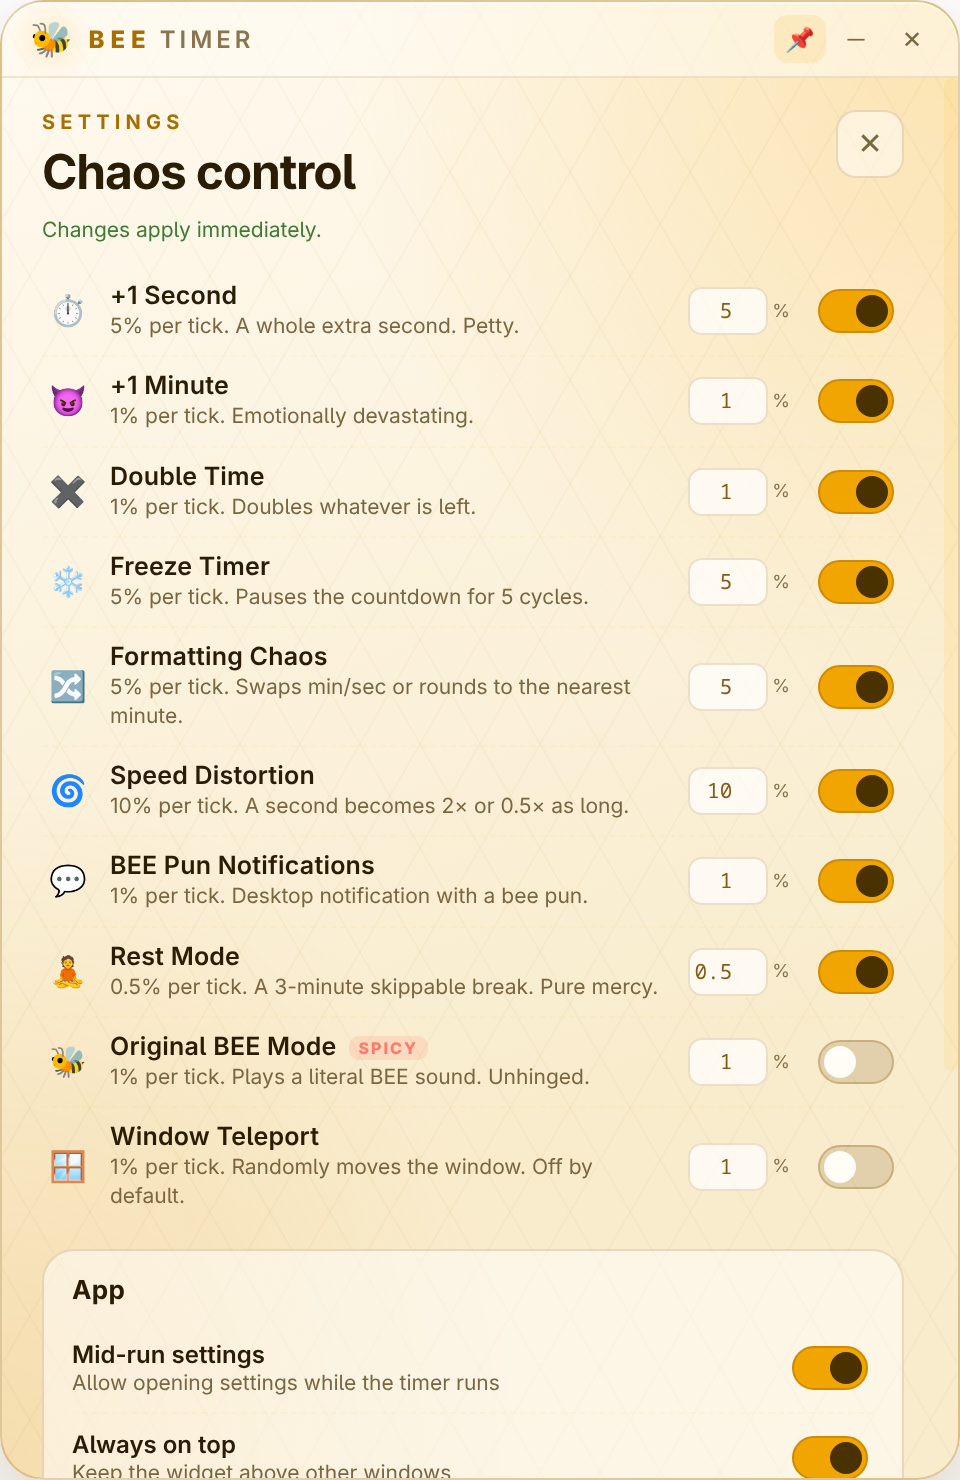 BEE TIMER
SETTINGS
Chaos control
Changes apply immediately.
+1 Second
5% per tick. A whole extra second. Petty.
5 %
+1 Minute
1% per tick. Emotionally devastating.
1 %
Double Time
1% per tick. Doubles whatever is left.
1 %
Freeze Timer
5% per tick. Pauses the countdown for 5 cycles.
5 %
Formatting Chaos
5% per tick. Swaps min/sec or rounds to the nearest
minute.
5 %
Speed Distortion
10% per tick. A second becomes 2× or 0.5× as long.
10 %
BEE Pun Notifications
1% per tick. Desktop notification with a bee pun.
1 %
Rest Mode
0.5% per tick. A 3-minute skippable break. Pure mercy.
0.5 %
Original BEE Mode SPICY
1% per tick. Plays a literal BEE sound. Unhinged.
1 %
Window Teleport
1% per tick. Randomly moves the window. Off by
default.
1 %
App
Mid-run settings
Allow opening settings while the timer runs
Always on top
Keep the widget above other windows